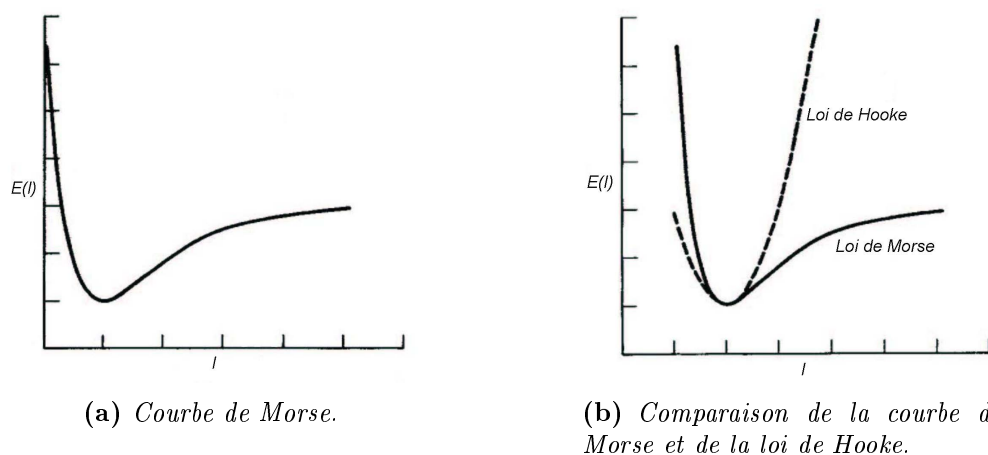 E(l)
l
(a) Courbe de Morse.
Loi de Hooke
E(l)
Loi de Morse
l
(b) Comparaison de la courbe d
Morse et de la loi de Hooke.